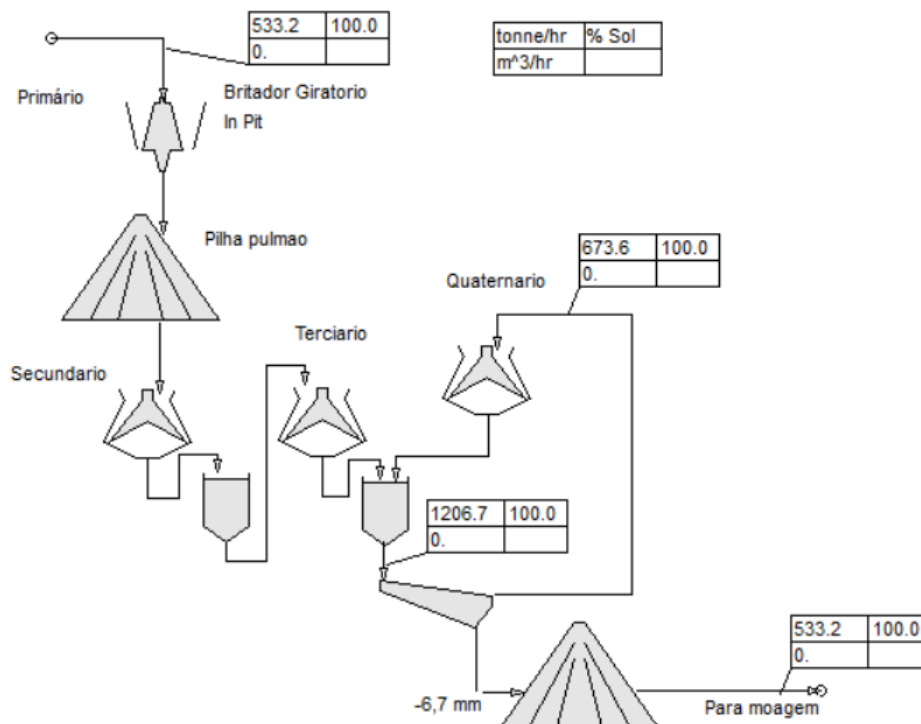 533.2 100.0
0.
tonne/hr % Sol
m^3/hr
Primário
Britador Giratorio
In Pit
Pilha pulmao
673.6 100.0
0.
Quaternario
Terciario
Secundario
1206.7 100.0
0.
533.2 100.0
0.
-6,7 mm
Para moagem